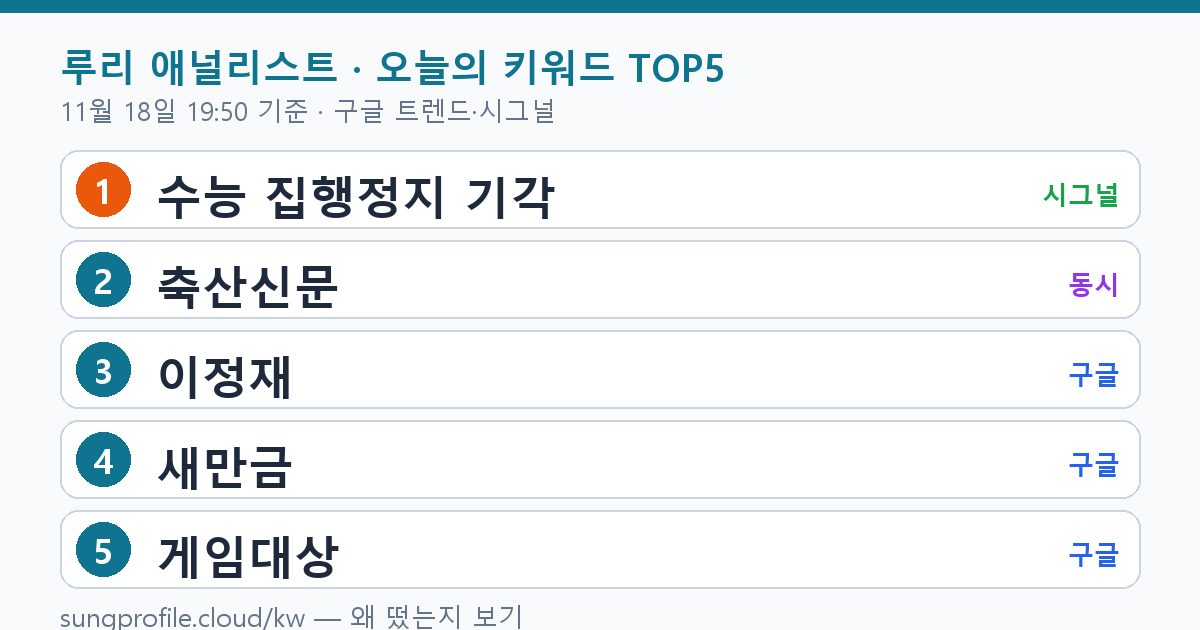 루리 애널리스트 · 오늘의 키워드 TOP5
11월 18일 19:50 기준 · 구글 트렌드·시그널
1 수능 집행정지 기각 시그널
2 축산신문 동시
3 이정재 구글
4 새만금 구글
5 게임대상 구글
sungprofile.cloud/kw — 왜 떴는지 보기